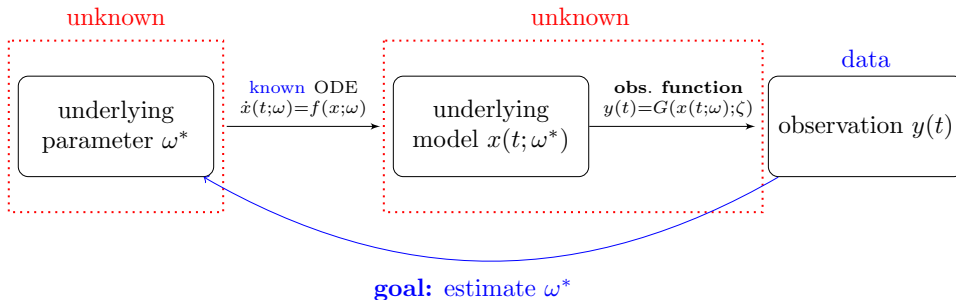 unknown
unknown
data
underlying
parameter ω*
known ODE
ẋ(t;ω)=f(x;ω)
underlying
model x(t; ω*)
obs. function
y(t)=G(x(t;ω);ζ)
observation y(t)
goal: estimate ω*